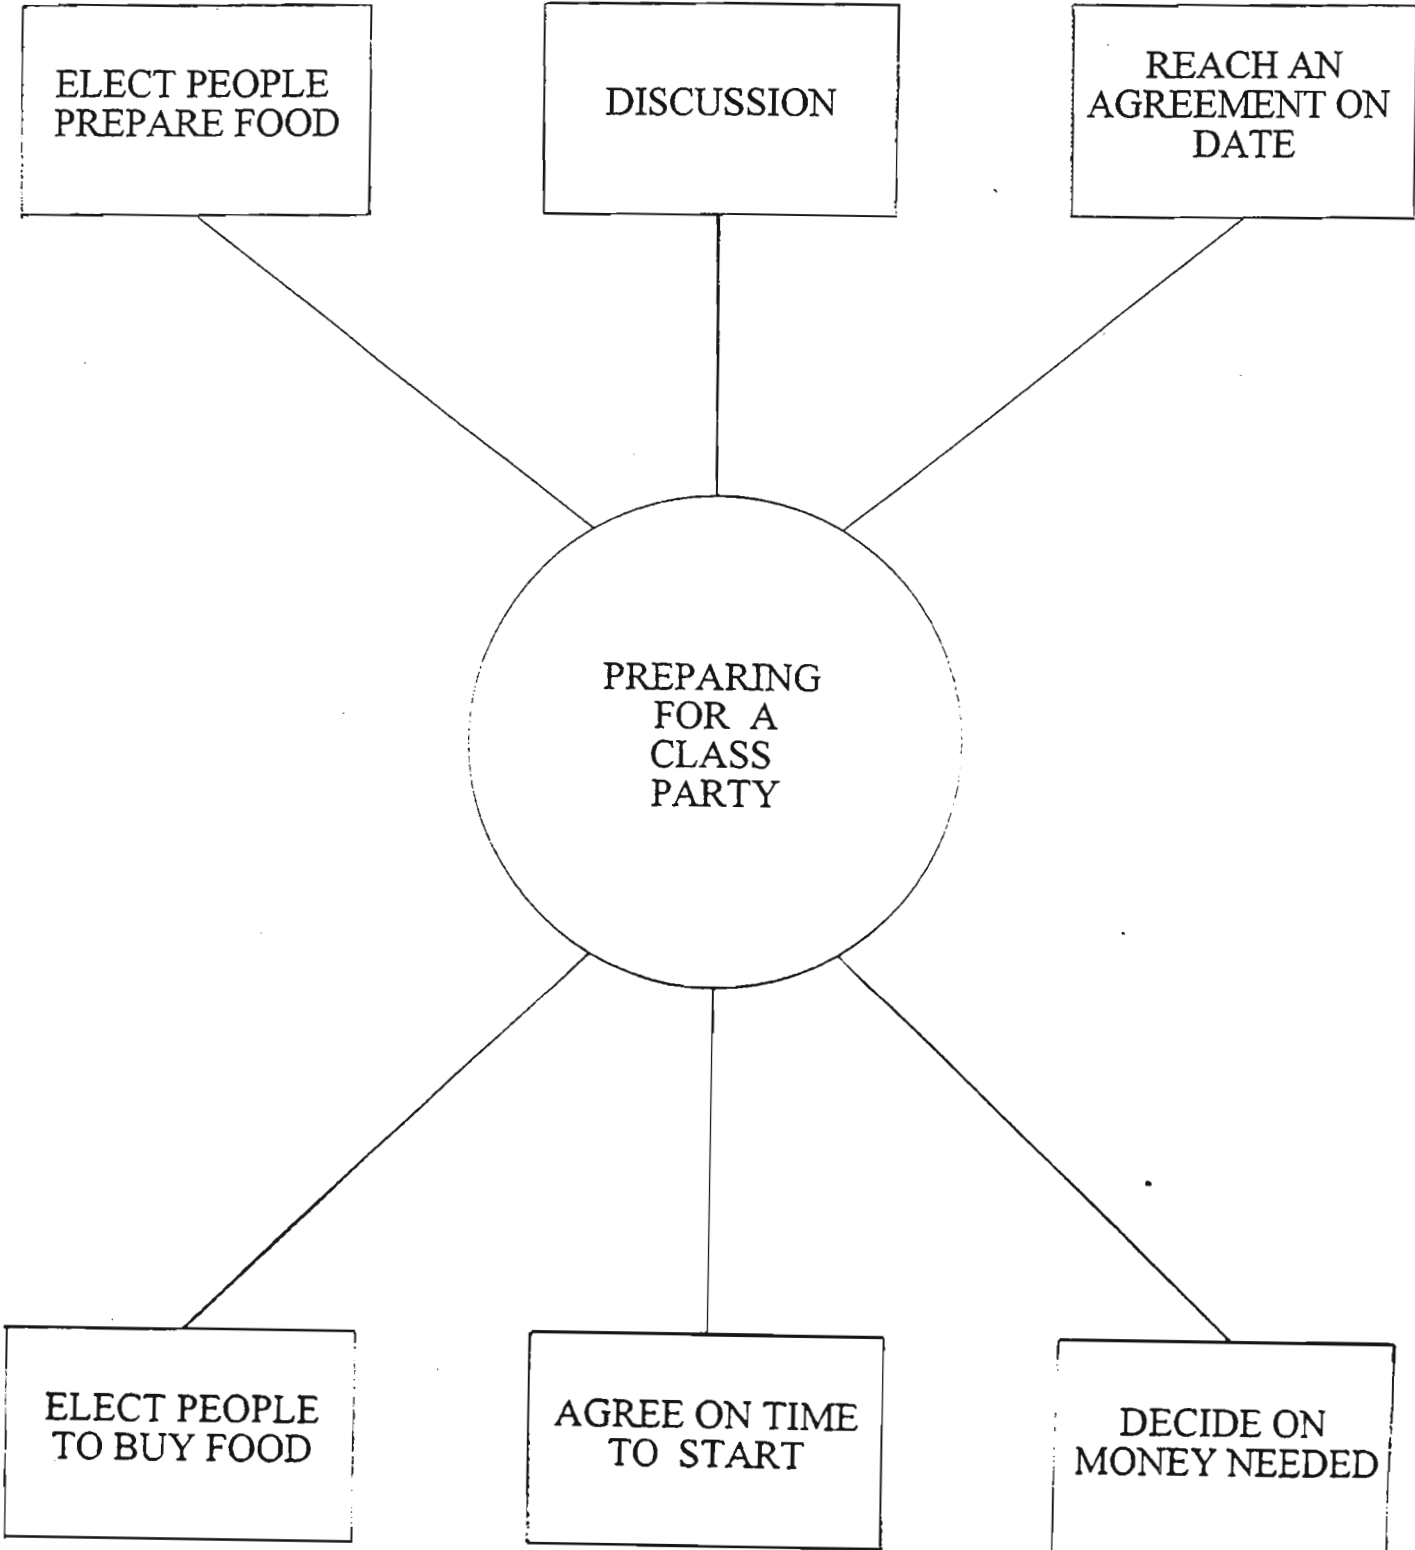 ELECT PEOPLE
PREPARE FOOD
DISCUSSION
REACH AN
AGREEMENT ON
DATE
PREPARING
FOR A
CLASS
PARTY
ELECT PEOPLE
TO BUY FOOD
AGREE ON TIME
TO START
DECIDE ON
MONEY NEEDED